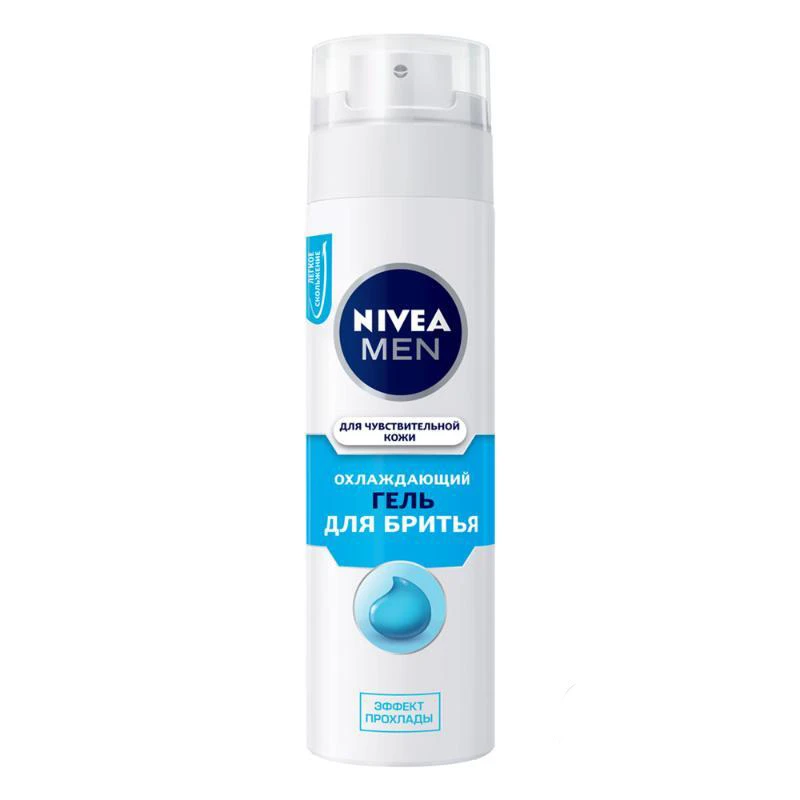 ЛЕГКОЕ
СКОЛЬЖЕНИЕ
NIVEA
MEN
ДЛЯ ЧУВСТВИТЕЛЬНОЙ
КОЖИ
ОХЛАЖДАЮЩИЙ
ГЕЛЬ
ДЛЯ БРИТЬЯ
ЭФФЕКТ
ПРОХЛАДЫ